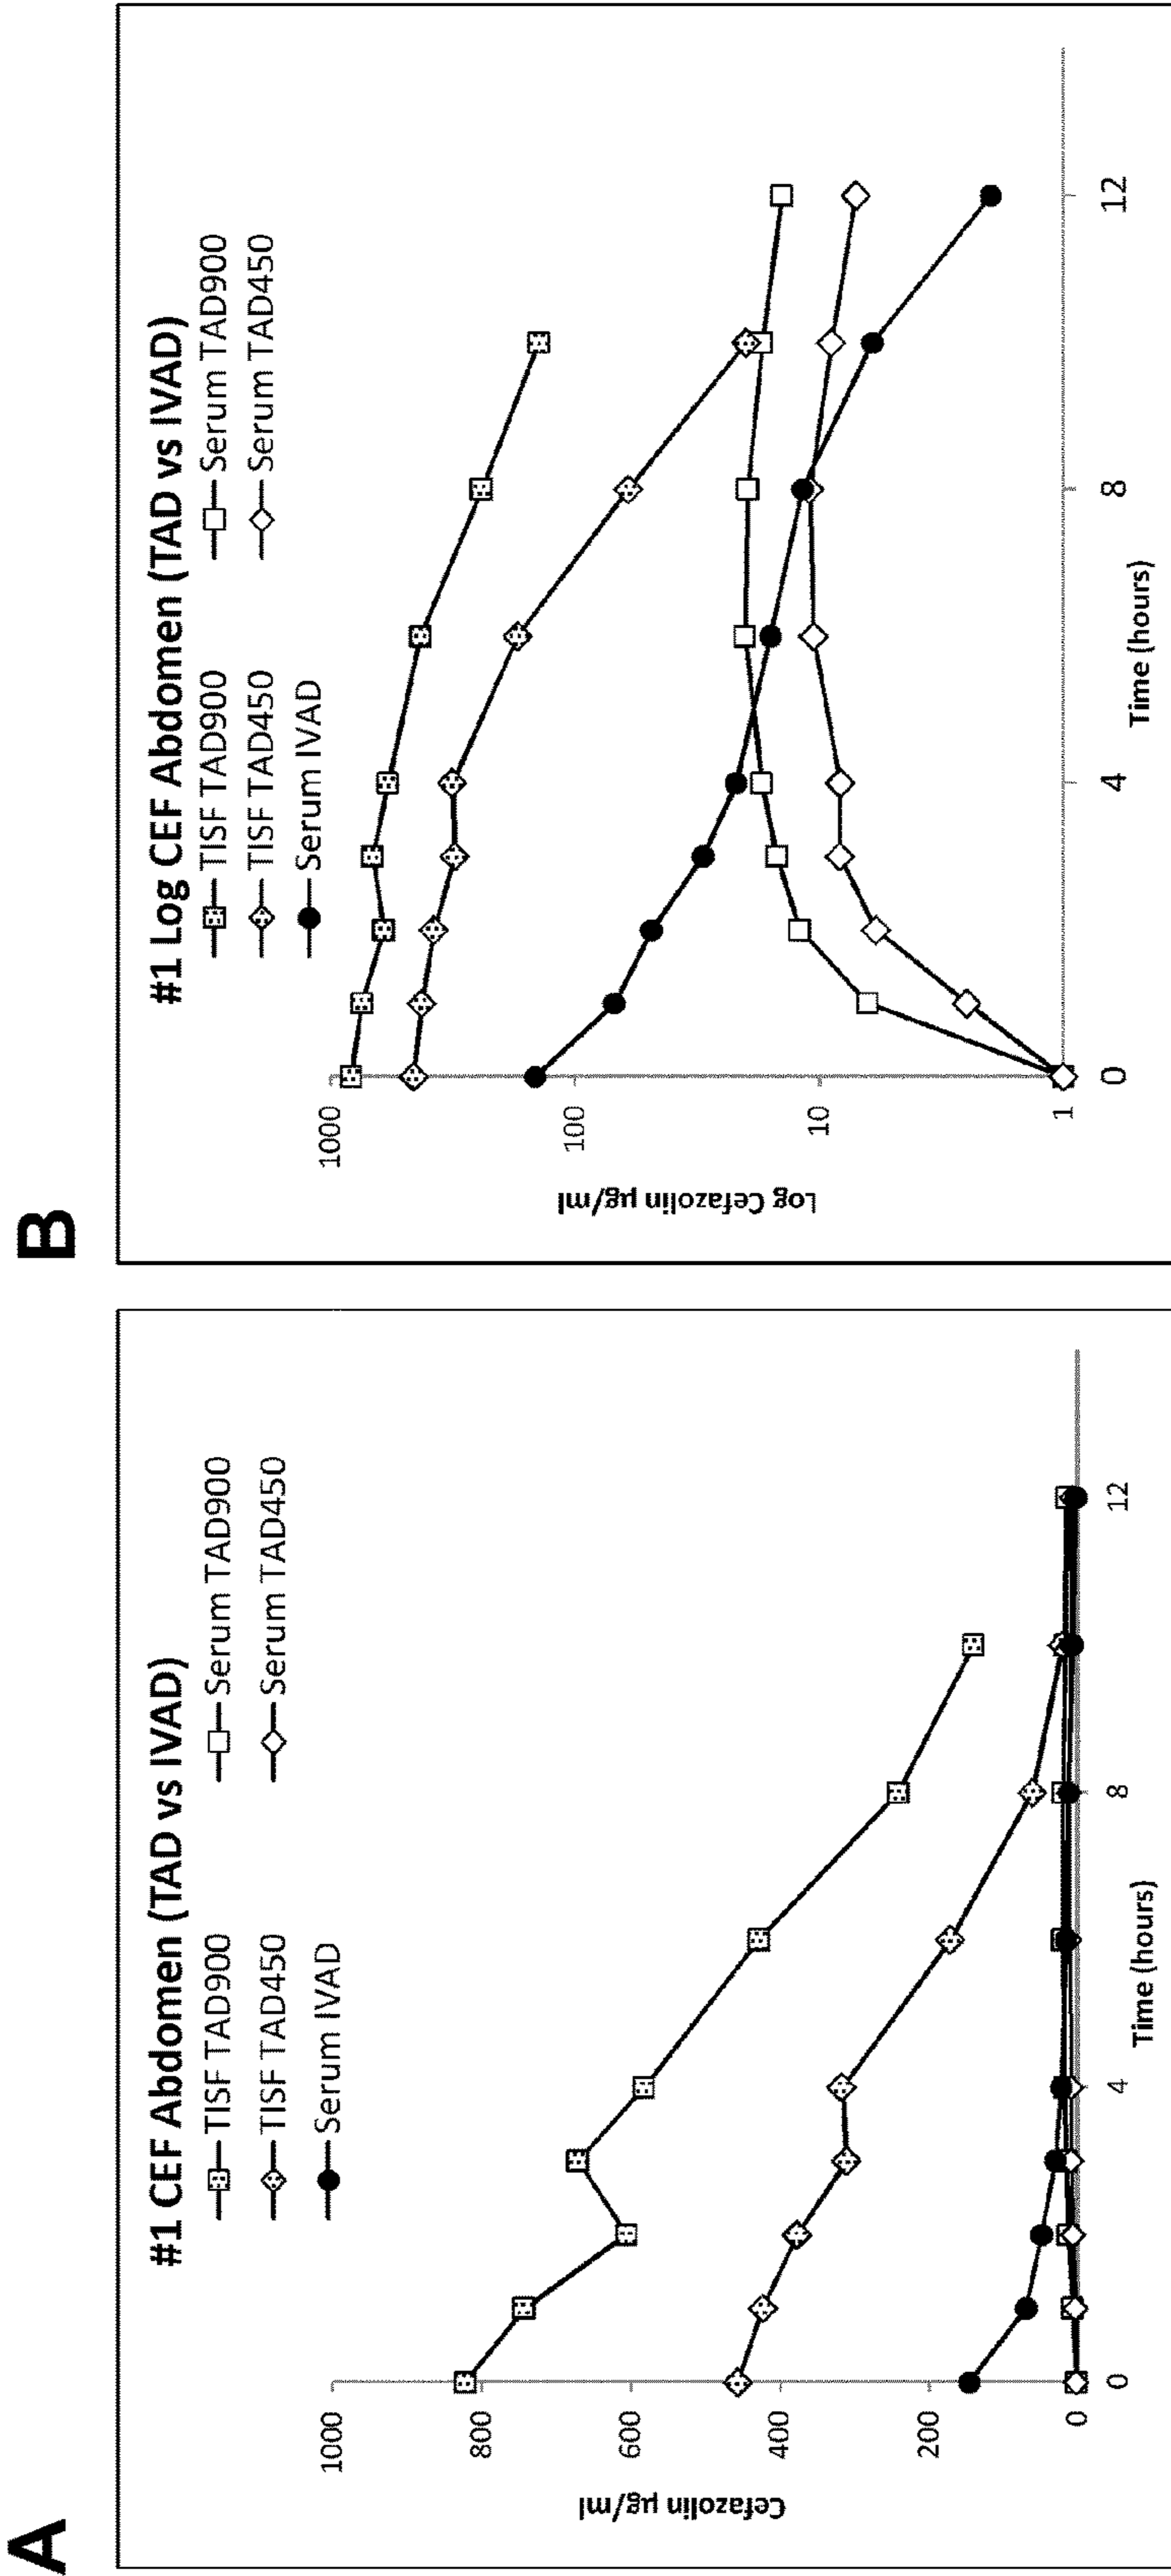 A
#1 CEF Abdomen (TAD vs IVAD)
TISF TAD900
Serum TAD900
TISF TAD450
Serum TAD450
Serum IVAD
1000
800
600
400
200
0
Cefazolin µg/ml
0
4
8
12
Time (hours)
B
#1 Log CEF Abdomen (TAD vs IVAD)
TISF TAD900
Serum TAD900
TISF TAD450
Serum TAD450
Serum IVAD
1000
100
10
1
Log Cefazolin µg/ml
0
4
8
12
Time (hours)